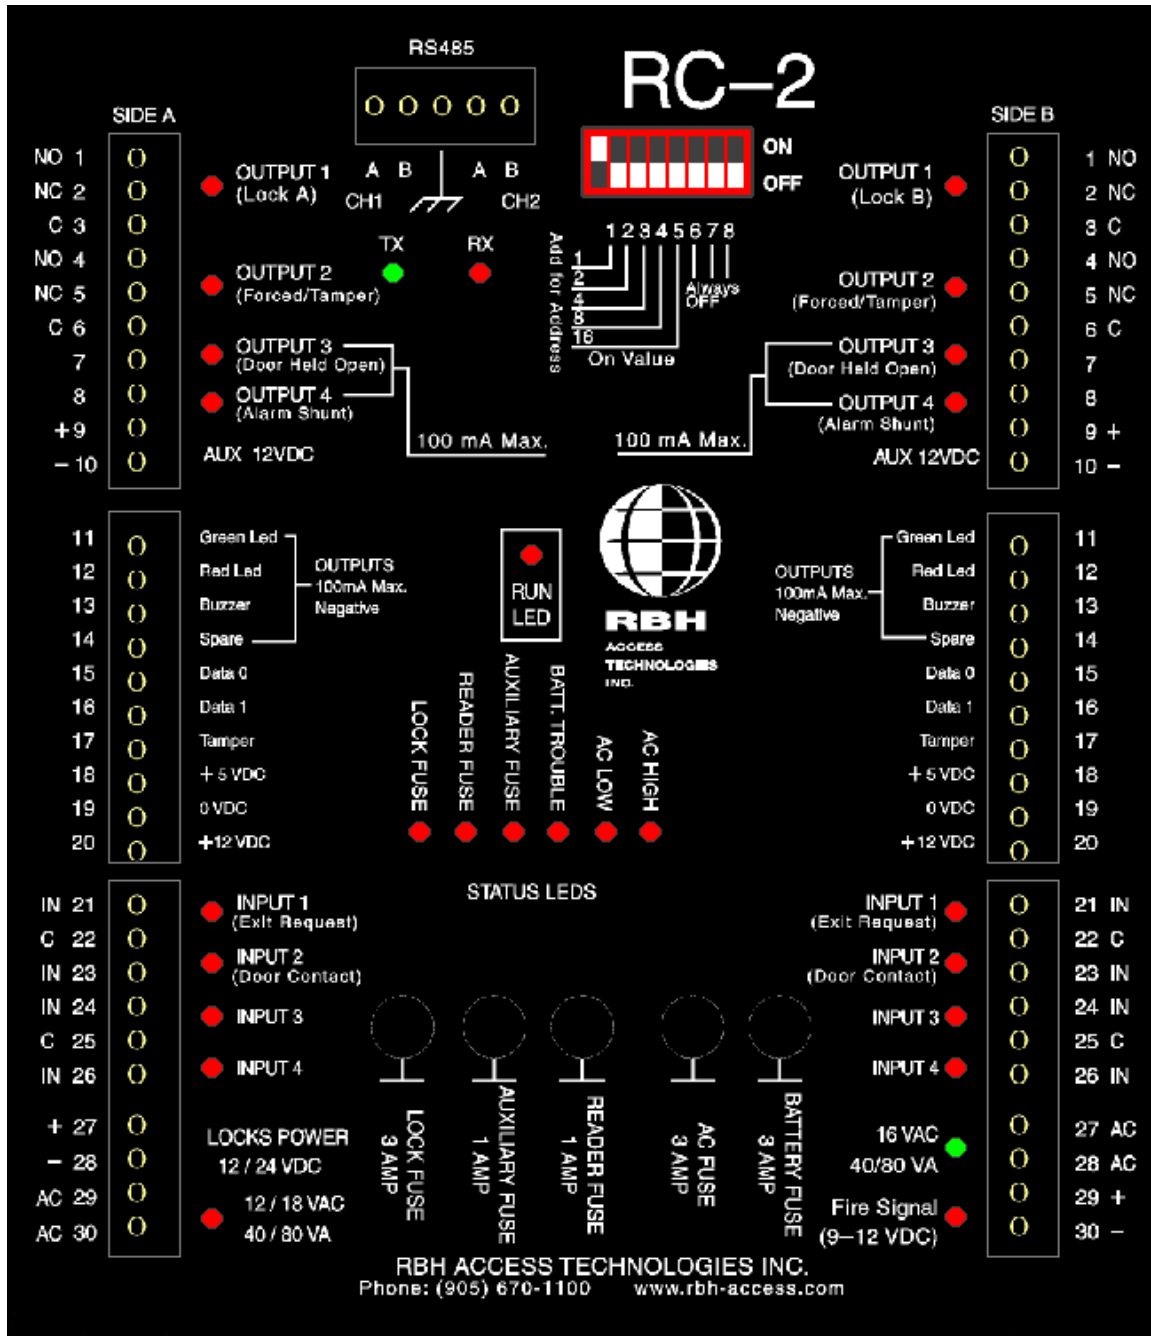 RS485
RC-2
SIDE A
SIDE B
A B A B
CH1 CH2
TX RX
ON
OFF
1 2 3 4 5 6 7 8
Add for Address
1
2
4
8
16
Always
OFF
On Value
NO 1
NC 2
C 3
NO 4
NC 5
C 6
7
8
+ 9
- 10
OUTPUT 1
(Lock A)
OUTPUT 2
(Forced/Tamper)
OUTPUT 3
(Door Held Open)
OUTPUT 4
(Alarm Shunt)
AUX 12VDC
100 mA Max.
100 mA Max.
OUTPUT 1
(Lock B)
OUTPUT 2
(Forced/Tamper)
OUTPUT 3
(Door Held Open)
OUTPUT 4
(Alarm Shunt)
AUX 12VDC
1 NO
2 NC
3 C
4 NO
5 NC
6 C
7
8
9 +
10 -
11 Green Led
12 Red Led
13 Buzzer
14 Spare
15 Data 0
16 Data 1
17 Tamper
18 + 5 VDC
19 0 VDC
20 +12 VDC
OUTPUTS
100mA Max.
Negative
RUN
LED
RBH
ACCESS
TECHNOLOGIES
INC.
OUTPUTS
100mA Max.
Negative
Green Led 11
Red Led 12
Buzzer 13
Spare 14
Data 0 15
Data 1 16
Tamper 17
+ 5 VDC 18
0 VDC 19
+12 VDC 20
LOCK FUSE
READER FUSE
AUXILIARY FUSE
BATT. TROUBLE
AC LOW
AC HIGH
STATUS LEDS
IN 21
C 22
IN 23
IN 24
C 25
IN 26
+ 27
- 28
AC 29
AC 30
INPUT 1
(Exit Request)
INPUT 2
(Door Contact)
INPUT 3
INPUT 4
LOCKS POWER
12 / 24 VDC
12 / 18 VAC
40 / 80 VA
LOCK FUSE
3 AMP
AUXILIARY FUSE
1 AMP
READER FUSE
1 AMP
AC FUSE
3 AMP
BATTERY FUSE
3 AMP
INPUT 1
(Exit Request)
INPUT 2
(Door Contact)
INPUT 3
INPUT 4
16 VAC
40/80 VA
Fire Signal
(9-12 VDC)
21 IN
22 C
23 IN
24 IN
25 C
26 IN
27 AC
28 AC
29 +
30 -
RBH ACCESS TECHNOLOGIES INC.
Phone: (905) 670-1100 www.rbh-access.com